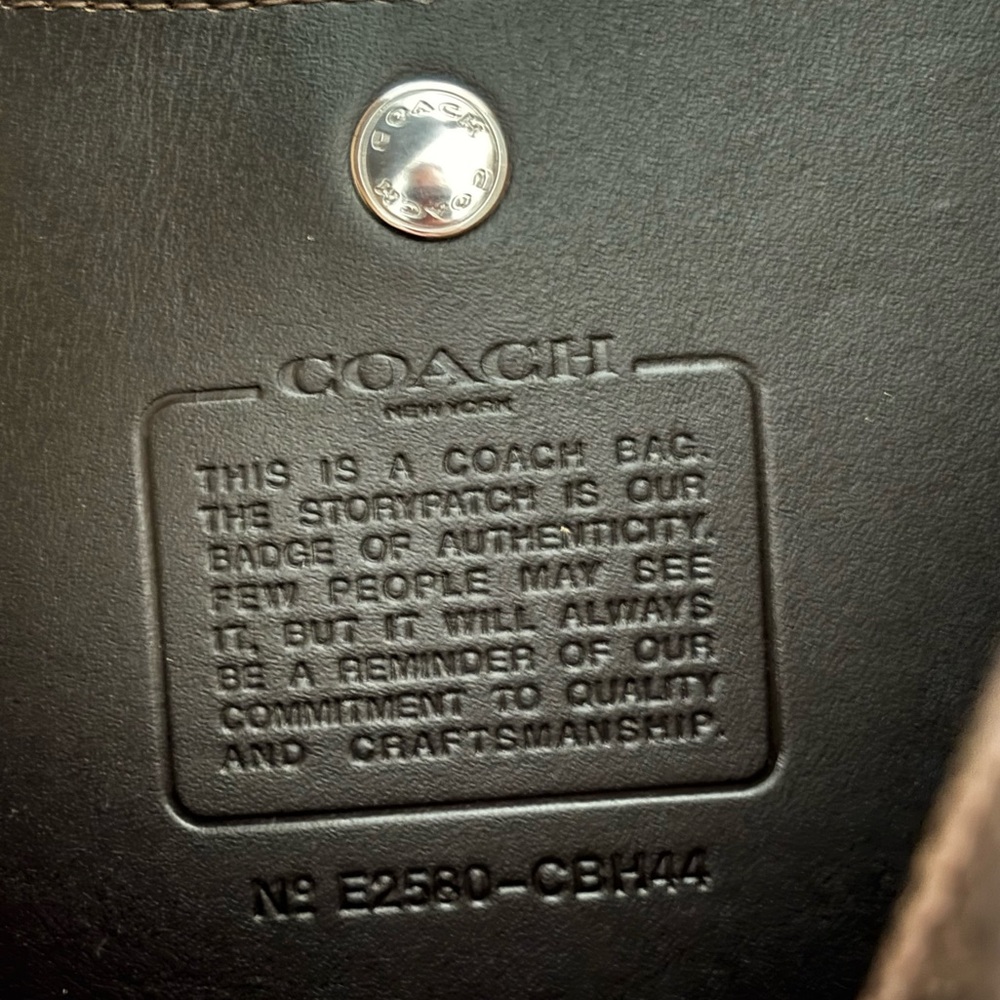 COACH
COACH
COACH
NEW YORK
THIS IS A COACH BAG.
THE STORYPATCH IS OUR
BADGE OF AUTHENTICITY.
FEW PEOPLE MAY SEE
IT, BUT IT WILL ALWAYS
BE A REMINDER OF OUR
COMMITMENT TO QUALITY
AND CRAFTSMANSHIP.
Nº E2580-CBH44